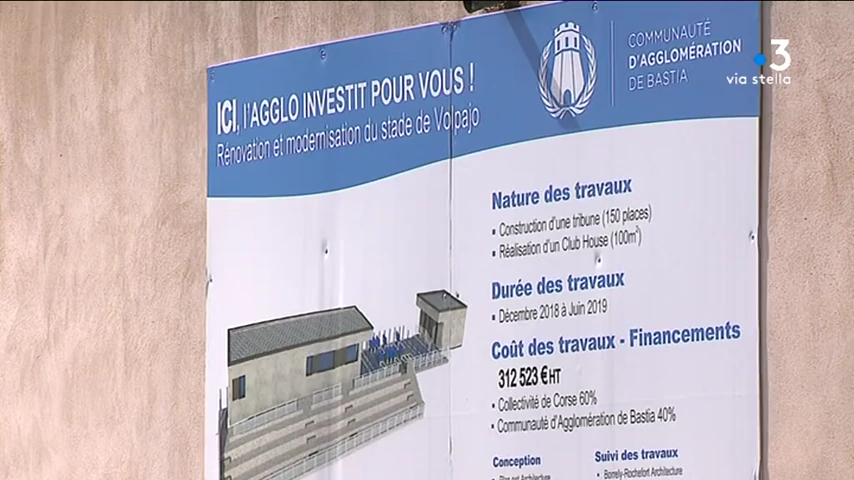 ICI, l'AGGLO INVESTIT POUR VOUS !
Rénovation et modernisation du stade de Volpajo
COMMUNAUTÉ
D'AGGLOMÉRATION
DE BASTIA
3
via stella
Nature des travaux
▪ Construction d'une tribune (150 places)
▪ Réalisation d'un Club House (100m²)
Durée des travaux
▪ Décembre 2018 à Juin 2019
Coût des travaux - Financements
312 523 € HT
▪ Collectivité de Corse 60%
▪ Communauté d'Agglomération de Bastia 40%
Conception
Architecture
Suivi des travaux
▪ Borrely-Rochefort Architecture